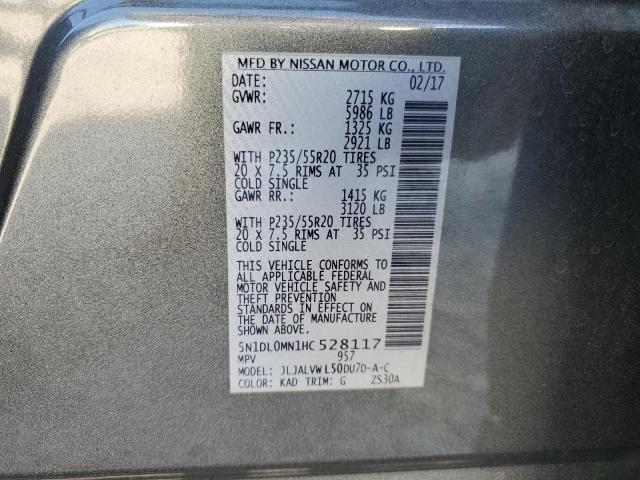 MFD BY NISSAN MOTOR CO., LTD.
DATE: 02/17
GVWR: 2715 KG
5986 LB
GAWR FR.: 1325 KG
2921 LB
WITH P235/55R20 TIRES
20 X 7.5 RIMS AT 35 PSI
COLD SINGLE
GAWR RR.: 1415 KG
3120 LB
WITH P235/55R20 TIRES
20 X 7.5 RIMS AT 35 PSI
COLD SINGLE
THIS VEHICLE CONFORMS TO
ALL APPLICABLE FEDERAL
MOTOR VEHICLE SAFETY AND
THEFT PREVENTION
STANDARDS IN EFFECT ON
THE DATE OF MANUFACTURE
SHOWN ABOVE.
5N1DL0MN1HC528117
MPV 957
MODEL: JLJALVWL50DU7D-A-C
COLOR: KAD TRIM: G ZS30A